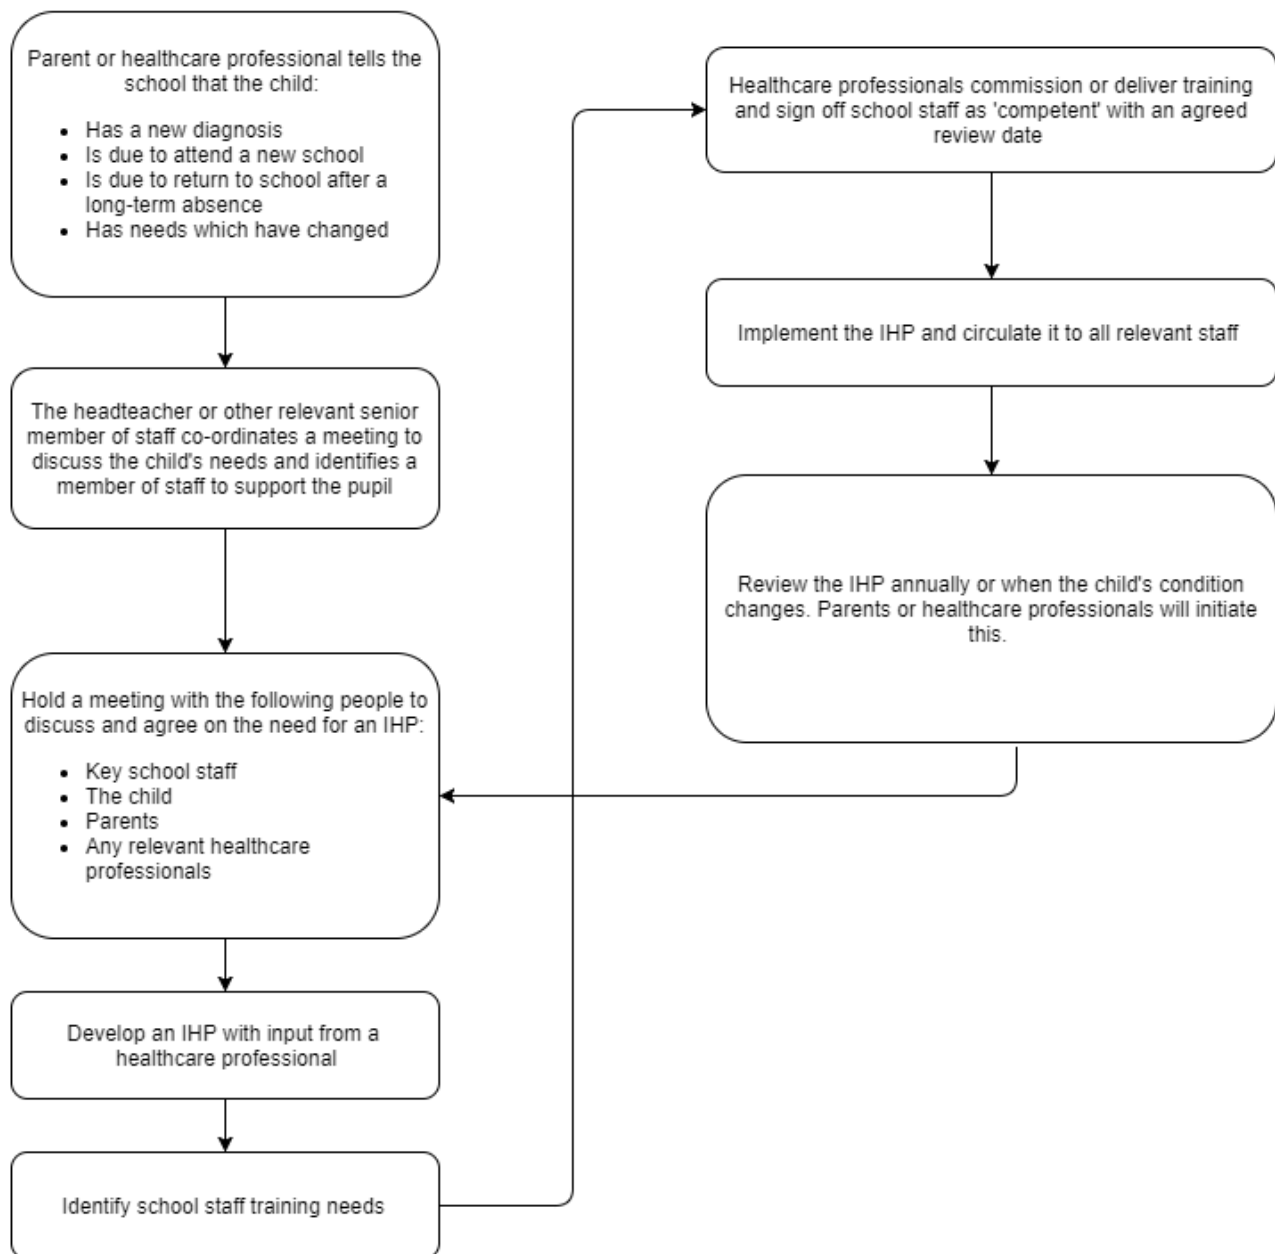 Parent or healthcare professional tells the
school that the child:
• Has a new diagnosis
• Is due to attend a new school
• Is due to return to school after a
long-term absence
• Has needs which have changed
The headteacher or other relevant senior
member of staff co-ordinates a meeting to
discuss the child's needs and identifies a
member of staff to support the pupil
Hold a meeting with the following people to
discuss and agree on the need for an IHP:
• Key school staff
• The child
• Parents
• Any relevant healthcare
professionals
Develop an IHP with input from a
healthcare professional
Identify school staff training needs
Healthcare professionals commission or deliver training
and sign off school staff as 'competent' with an agreed
review date
Implement the IHP and circulate it to all relevant staff
Review the IHP annually or when the child's condition
changes. Parents or healthcare professionals will initiate
this.